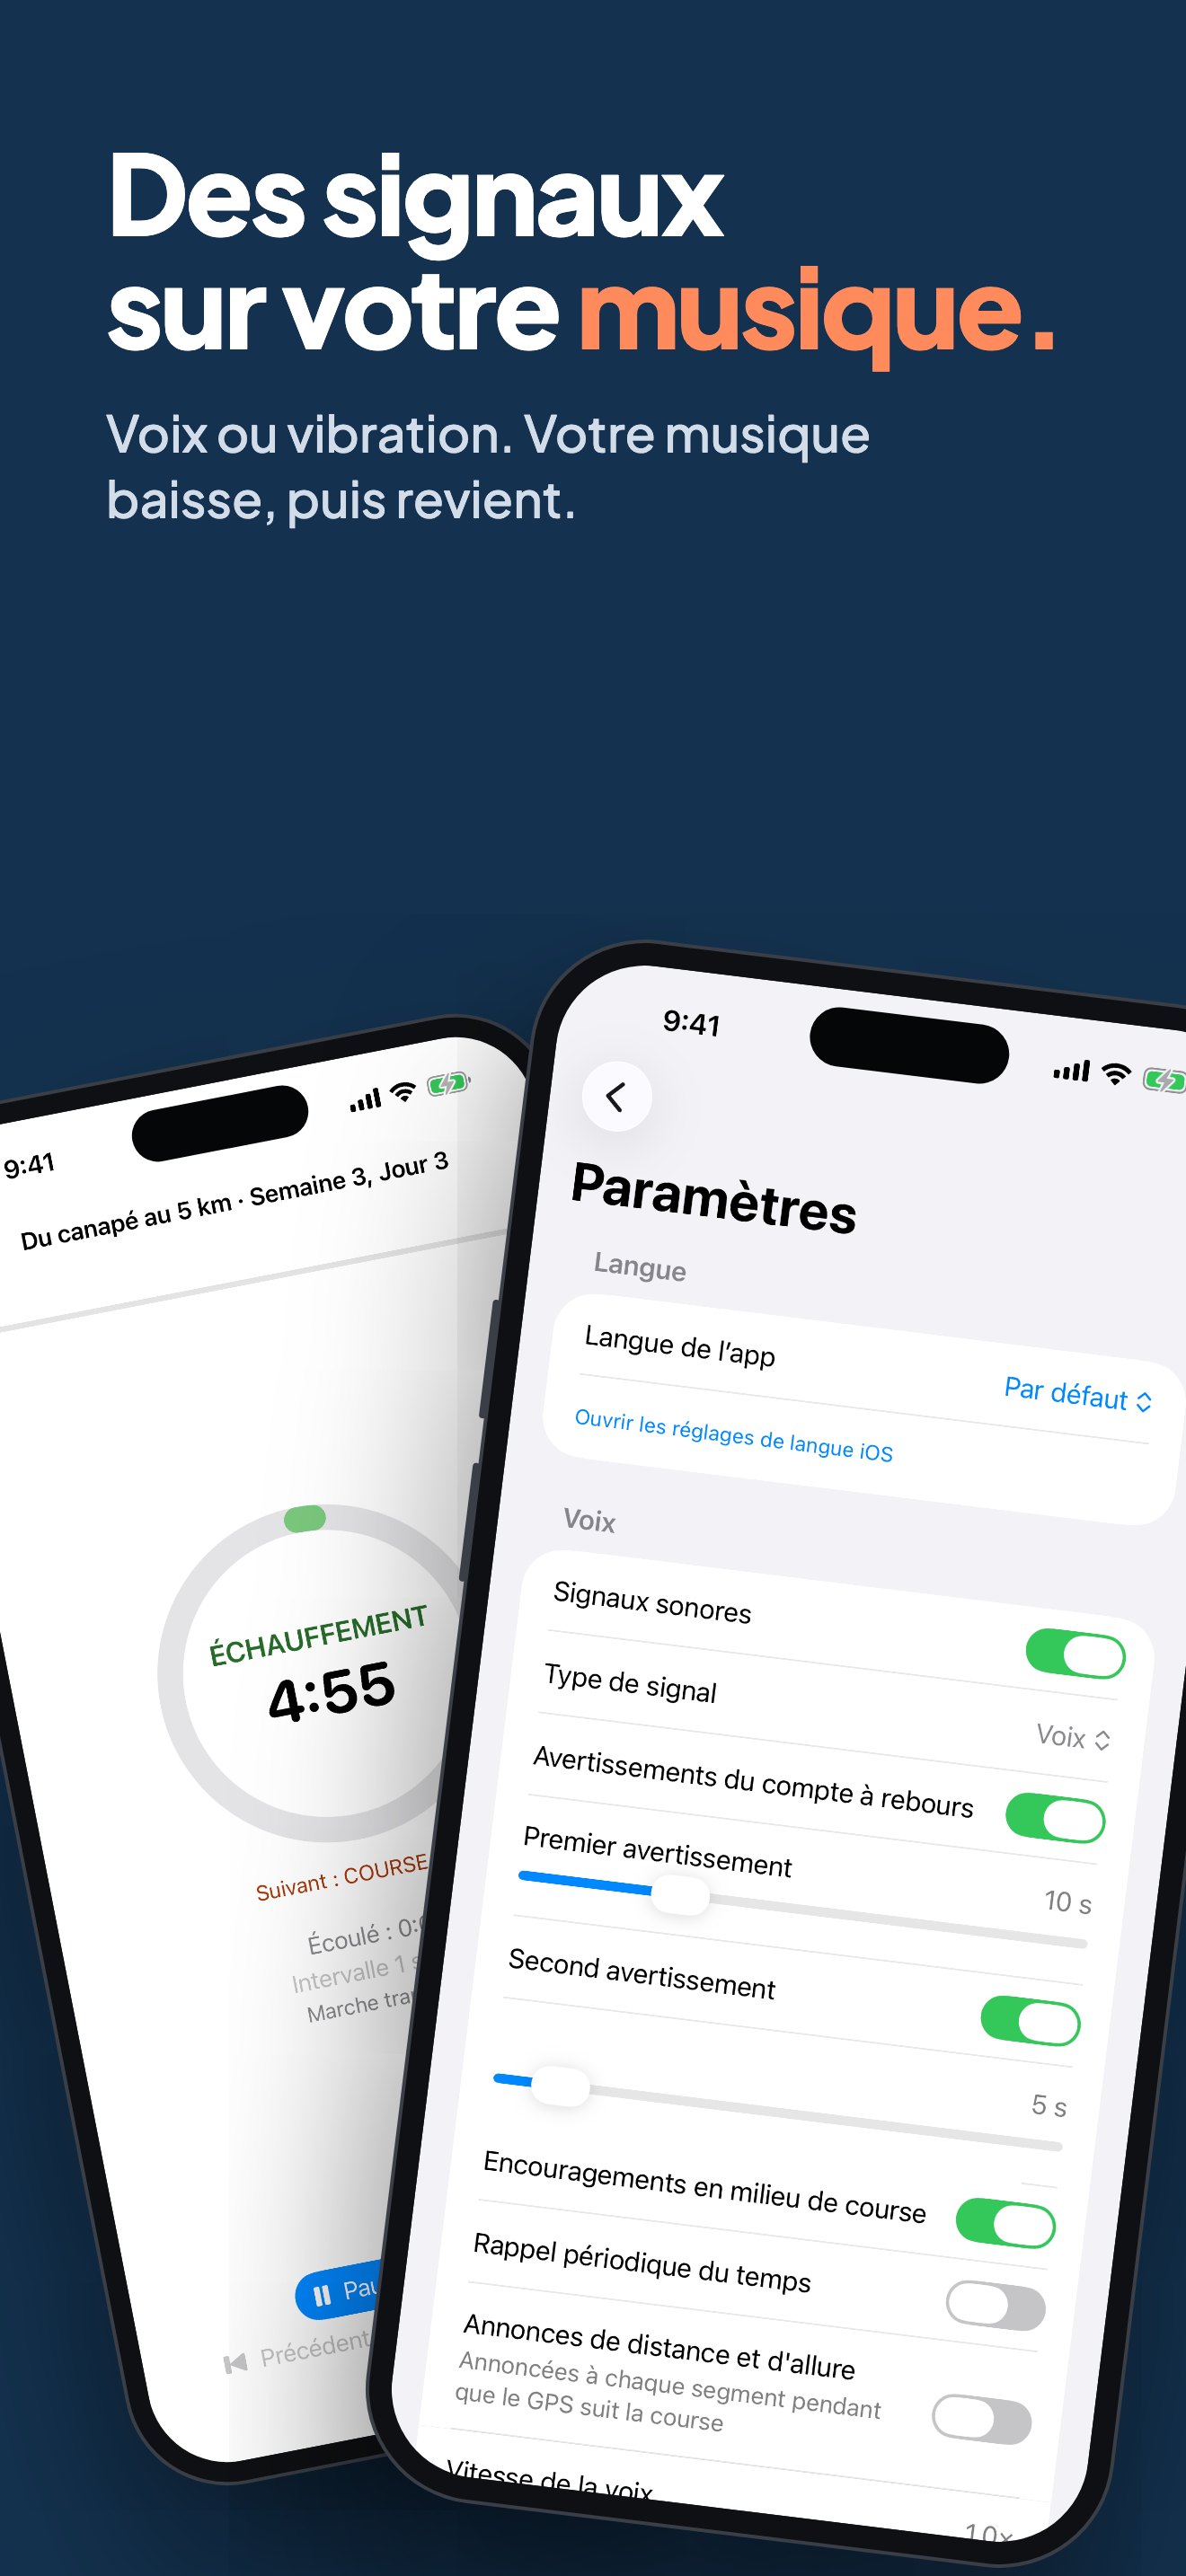 Des signaux
sur votre musique.
Voix ou vibration. Votre musique
baisse, puis revient.
9:41
Du canapé au 5 km · Semaine 3, Jour 3
ÉCHAUFFEMENT
4:55
Suivant : COURSE
Écoulé :
Intervalle 1
Marche
Précédent
9:41
Paramètres
Langue
Langue de l’app
Par défaut
Ouvrir les réglages de langue iOS
Voix
Signaux sonores
Type de signal
Voix
Avertissements du compte à rebours
Premier avertissement
10 s
Second avertissement
5 s
Encouragements en milieu de course
Rappel périodique du temps
Annonces de distance et d'allure
Annoncées à chaque segment pendant
que le GPS suit la course
Vitesse de la voix